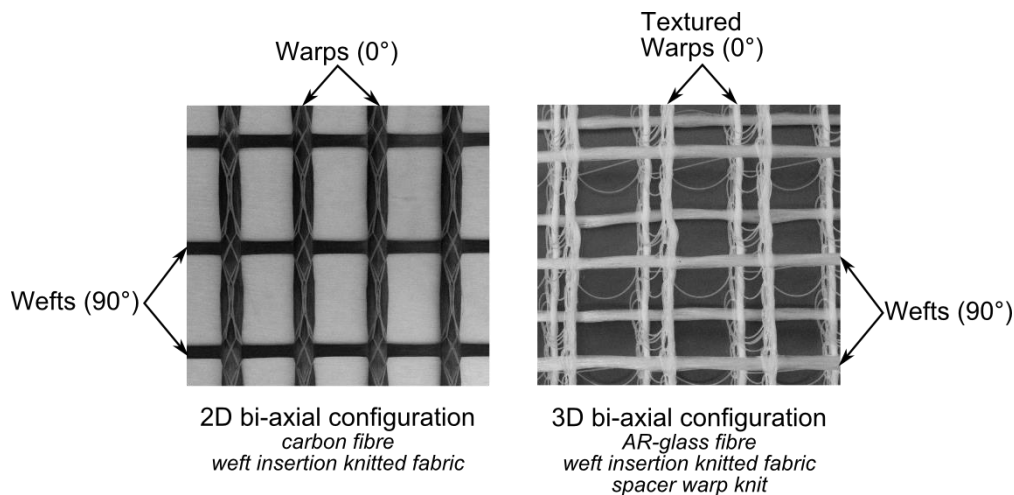 Warps (0°)
Textured
Warps (0°)
Wefts (90°)
Wefts (90°)
2D bi-axial configuration
carbon fibre
weft insertion knitted fabric
3D bi-axial configuration
AR-glass fibre
weft insertion knitted fabric
spacer warp knit